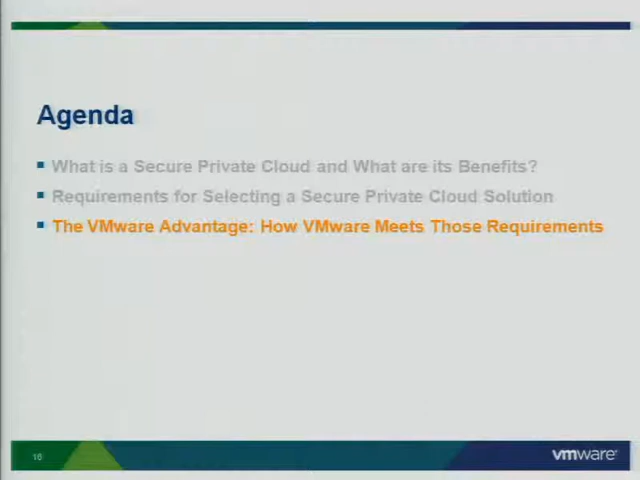 Agenda
What is a Secure Private Cloud and What are its Benefits?
Requirements for Selecting a Secure Private Cloud Solution
The VMware Advantage: How VMware Meets Those Requirements
16
vmware